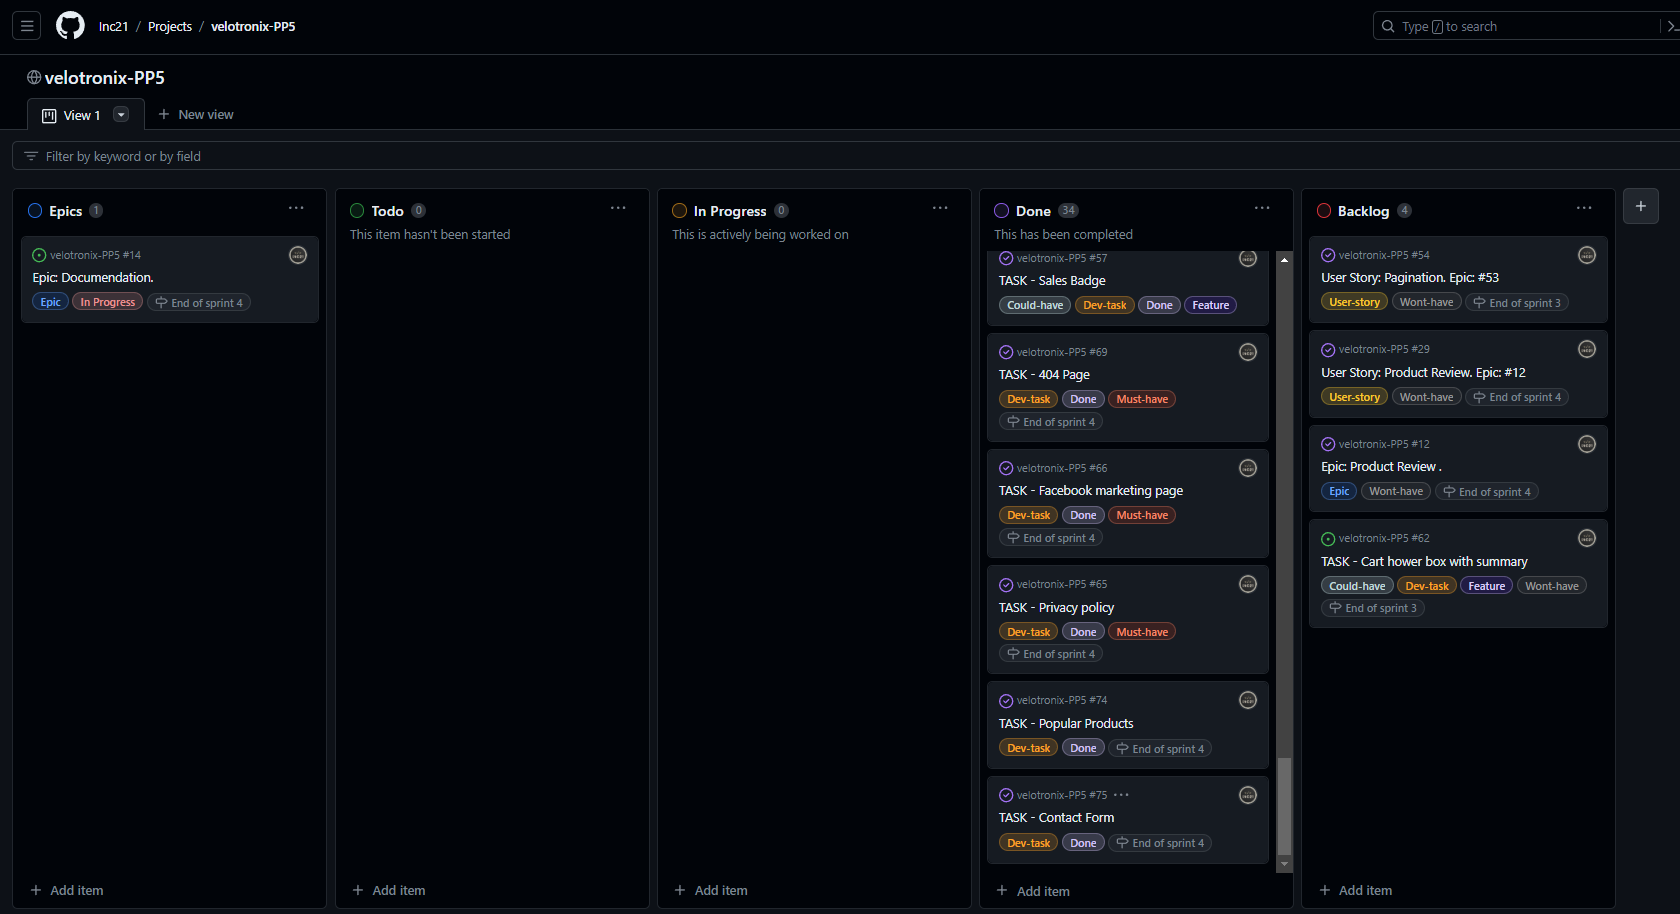 Inc21 / Projects / velotronix-PP5
Type / to search
velotronix-PP5
View 1
New view
Filter by keyword or by field
Epics 1
velotronix-PP5 #14
Epic: Documendation.
Epic In Progress End of sprint 4
Add item
Todo 0
This item hasn't been started
Add item
In Progress 0
This is actively being worked on
Add item
Done 34
This has been completed
velotronix-PP5 #57
TASK - Sales Badge
Could-have Dev-task Done Feature
velotronix-PP5 #69
TASK - 404 Page
Dev-task Done Must-have
End of sprint 4
velotronix-PP5 #66
TASK - Facebook marketing page
Dev-task Done Must-have
End of sprint 4
velotronix-PP5 #65
TASK - Privacy policy
Dev-task Done Must-have
End of sprint 4
velotronix-PP5 #74
TASK - Popular Products
Dev-task Done End of sprint 4
velotronix-PP5 #75
TASK - Contact Form
Dev-task Done End of sprint 4
Add item
Backlog 4
velotronix-PP5 #54
User Story: Pagination. Epic: #53
User-story Wont-have End of sprint 3
velotronix-PP5 #29
User Story: Product Review. Epic: #12
User-story Wont-have End of sprint 4
velotronix-PP5 #12
Epic: Product Review .
Epic Wont-have End of sprint 4
velotronix-PP5 #62
TASK - Cart hower box with summary
Could-have Dev-task Feature Wont-have
End of sprint 3
Add item